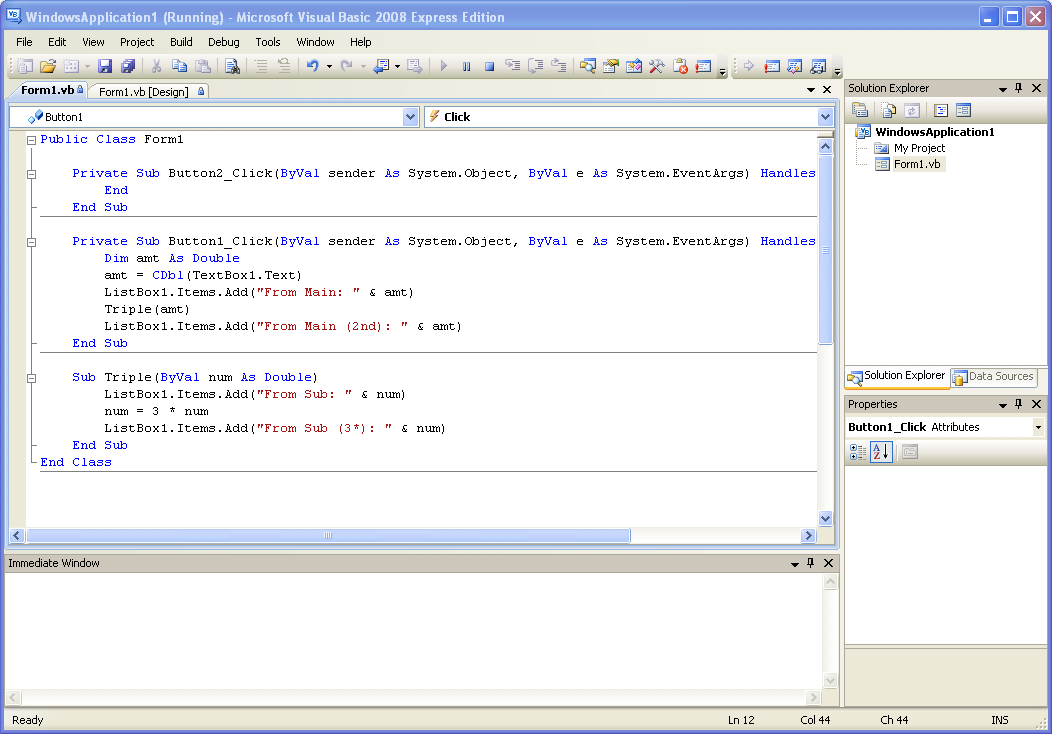 WindowsApplication1 (Running) - Microsoft Visual Basic 2008 Express Edition
File Edit View Project Build Debug Tools Window Help
Form1.vb Form1.vb [Design]
Button1 Click
Public Class Form1
Private Sub Button2_Click(ByVal sender As System.Object, ByVal e As System.EventArgs) Handles
End
End Sub
Private Sub Button1_Click(ByVal sender As System.Object, ByVal e As System.EventArgs) Handles
Dim amt As Double
amt = CDbl(TextBox1.Text)
ListBox1.Items.Add("From Main: " & amt)
Triple(amt)
ListBox1.Items.Add("From Main (2nd): " & amt)
End Sub
Sub Triple(ByVal num As Double)
ListBox1.Items.Add("From Sub: " & num)
num = 3 * num
ListBox1.Items.Add("From Sub (3*): " & num)
End Sub
End Class
Solution Explorer
WindowsApplication1
My Project
Form1.vb
Solution Explorer Data Sources
Properties
Button1_Click Attributes
Immediate Window
Ready Ln 12 Col 44 Ch 44 INS